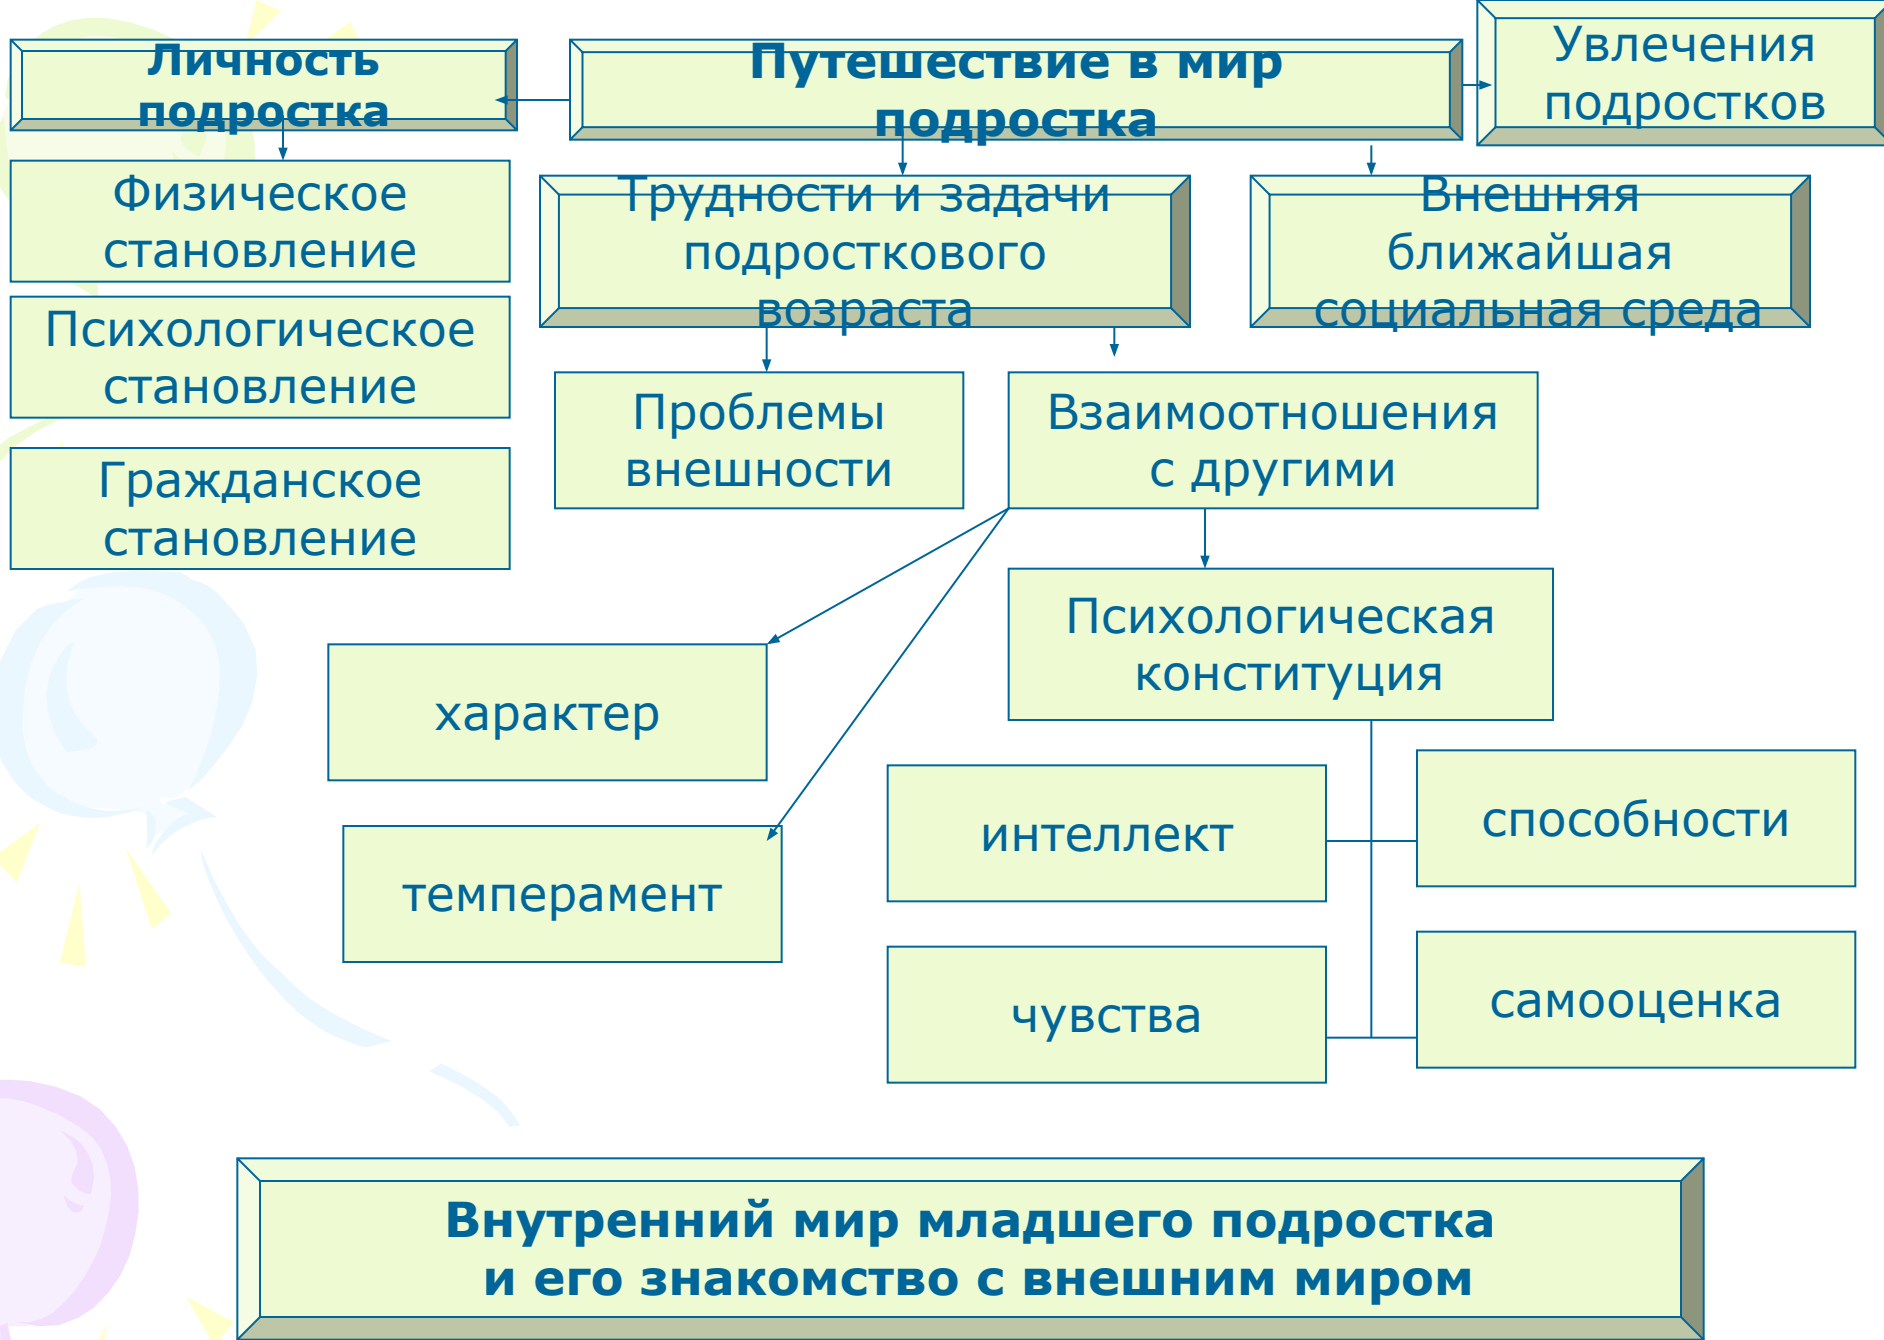 Личность
подростка
Путешествие в мир
подростка
Увлечения
подростков
Физическое
становление
Трудности и задачи
подросткового
возраста
Внешняя
ближайшая
социальная среда
Психологическое
становление
Проблемы
внешности
Взаимоотношения
с другими
Гражданское
становление
Психологическая
конституция
характер
интеллект
способности
темперамент
чувства
самооценка
Внутренний мир младшего подростка
и его знакомство с внешним миром